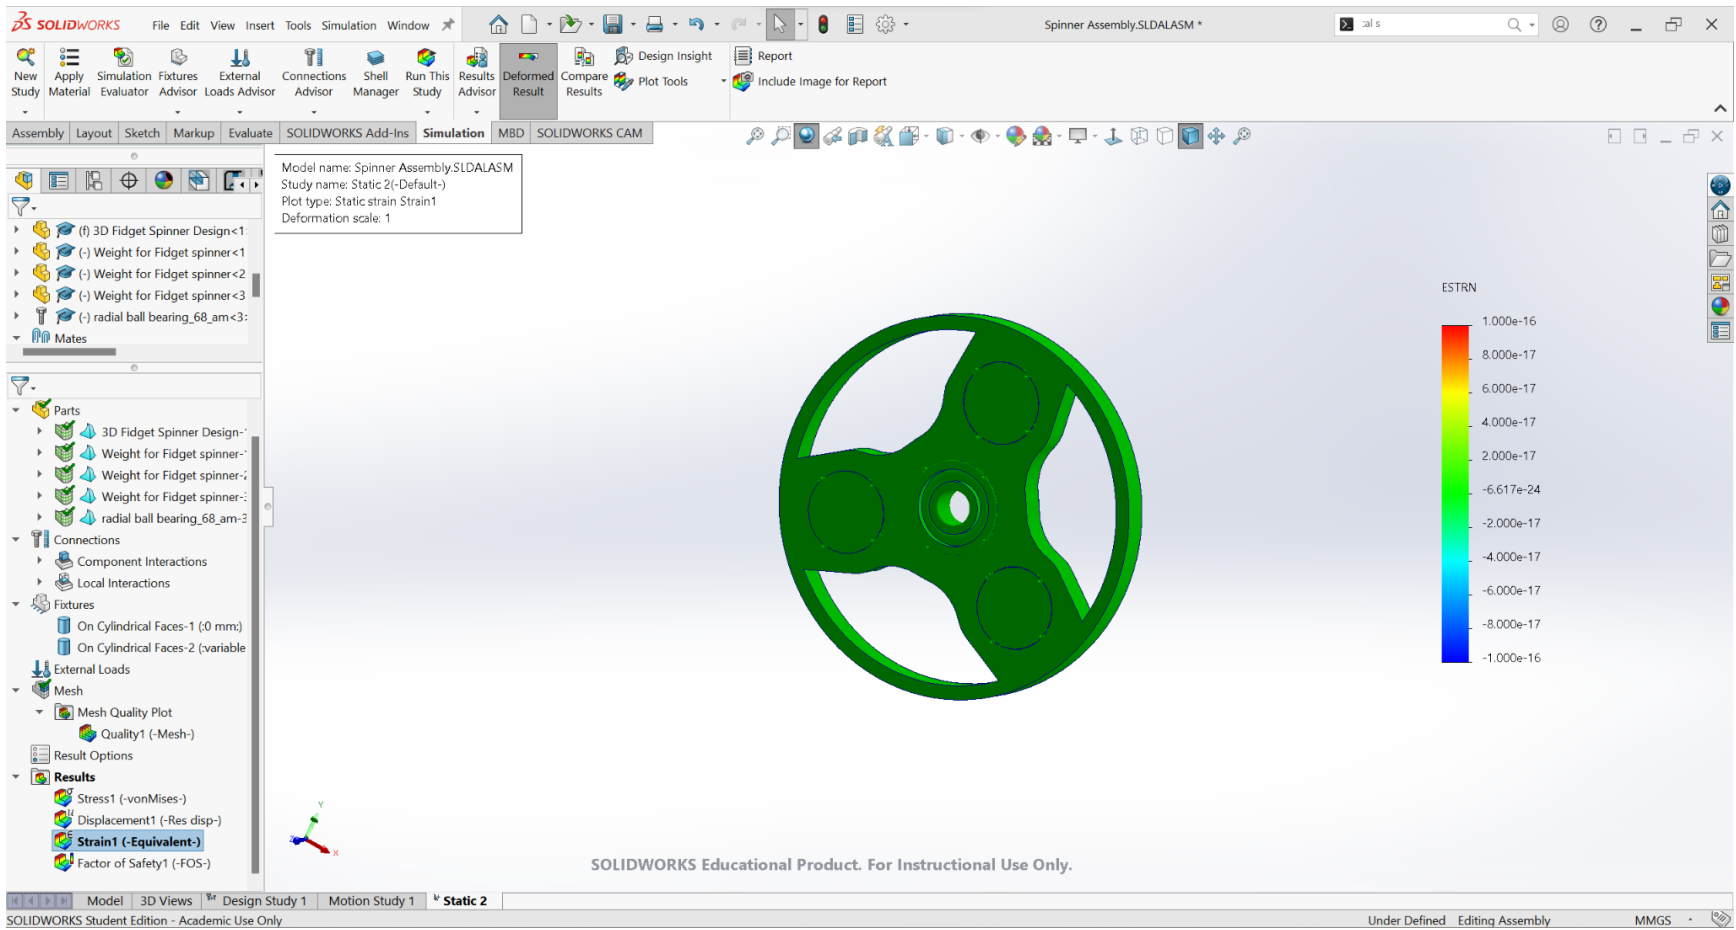 SOLIDWORKS File Edit View Insert Tools Simulation Window Spinner Assembly.SLDALASM *
New Study
Apply Material
Simulation Evaluator
Fixtures Advisor
External Loads Advisor
Connections Advisor
Shell Manager
Run This Study
Results Advisor
Deformed Result
Compare Results
Design Insight
Plot Tools
Report
Include Image for Report
Assembly Layout Sketch Markup Evaluate SOLIDWORKS Add-Ins Simulation MBD SOLIDWORKS CAM
Model name: Spinner Assembly.SLDALASM
Study name: Static 2(-Default-)
Plot type: Static strain Strain1
Deformation scale: 1
(f) 3D Fidget Spinner Design<1
(-) Weight for Fidget spinner<1
(-) Weight for Fidget spinner<2
(-) Weight for Fidget spinner<3
(-) radial ball bearing_68_am<3>
Mates
Parts
3D Fidget Spinner Design-
Weight for Fidget spinner-
Weight for Fidget spinner-
Weight for Fidget spinner-
radial ball bearing_68_am-3
Connections
Component Interactions
Local Interactions
Fixtures
On Cylindrical Faces-1 (:0 mm:)
On Cylindrical Faces-2 (:variable
External Loads
Mesh
Mesh Quality Plot
Quality1 (-Mesh-)
Result Options
Results
Stress1 (-vonMises-)
Displacement1 (-Res disp-)
Strain1 (-Equivalent-)
Factor of Safety1 (-FOS-)
ESTRN
1.000e-16
8.000e-17
6.000e-17
4.000e-17
2.000e-17
-6.617e-24
-2.000e-17
-4.000e-17
-6.000e-17
-8.000e-17
-1.000e-16
Y
Z
X
SOLIDWORKS Educational Product. For Instructional Use Only.
Model 3D Views Design Study 1 Motion Study 1 Static 2
SOLIDWORKS Student Edition - Academic Use Only Under Defined Editing Assembly MMGS